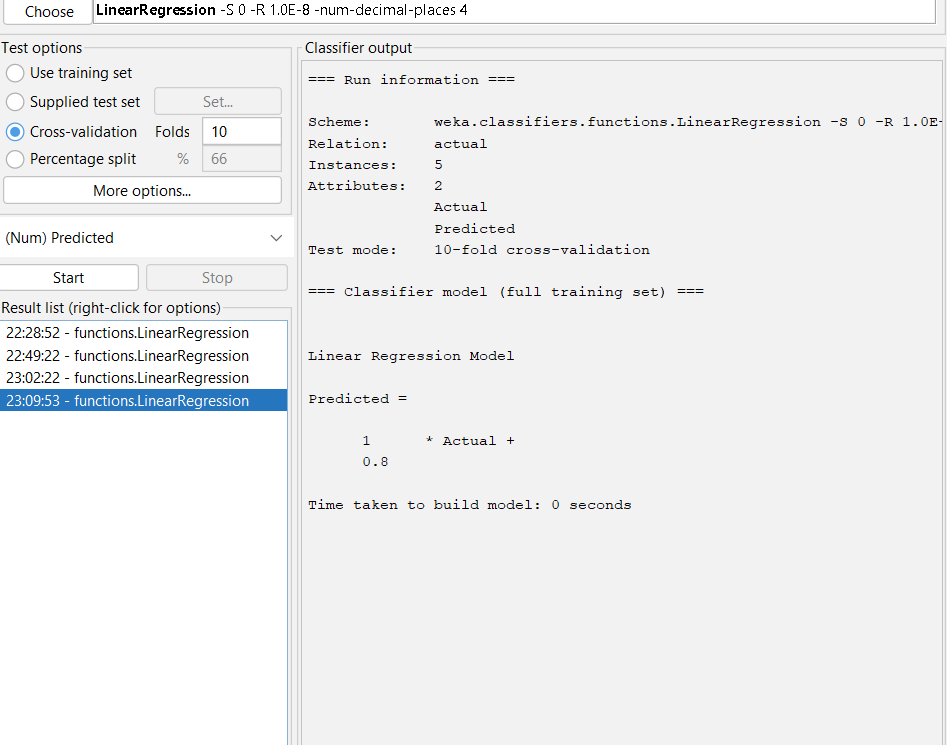 Choose LinearRegression -S 0 -R 1.0E-8 -num-decimal-places 4
Test options
Use training set
Supplied test set Set...
Cross-validation Folds 10
Percentage split % 66
More options...
(Num) Predicted
Start Stop
Result list (right-click for options)
22:28:52 - functions.LinearRegression
22:49:22 - functions.LinearRegression
23:02:22 - functions.LinearRegression
23:09:53 - functions.LinearRegression
Classifier output
=== Run information ===
Scheme: weka.classifiers.functions.LinearRegression -S 0 -R 1.0E-
Relation: actual
Instances: 5
Attributes: 2
Actual
Predicted
Test mode: 10-fold cross-validation
=== Classifier model (full training set) ===
Linear Regression Model
Predicted =
1 * Actual +
0.8
Time taken to build model: 0 seconds